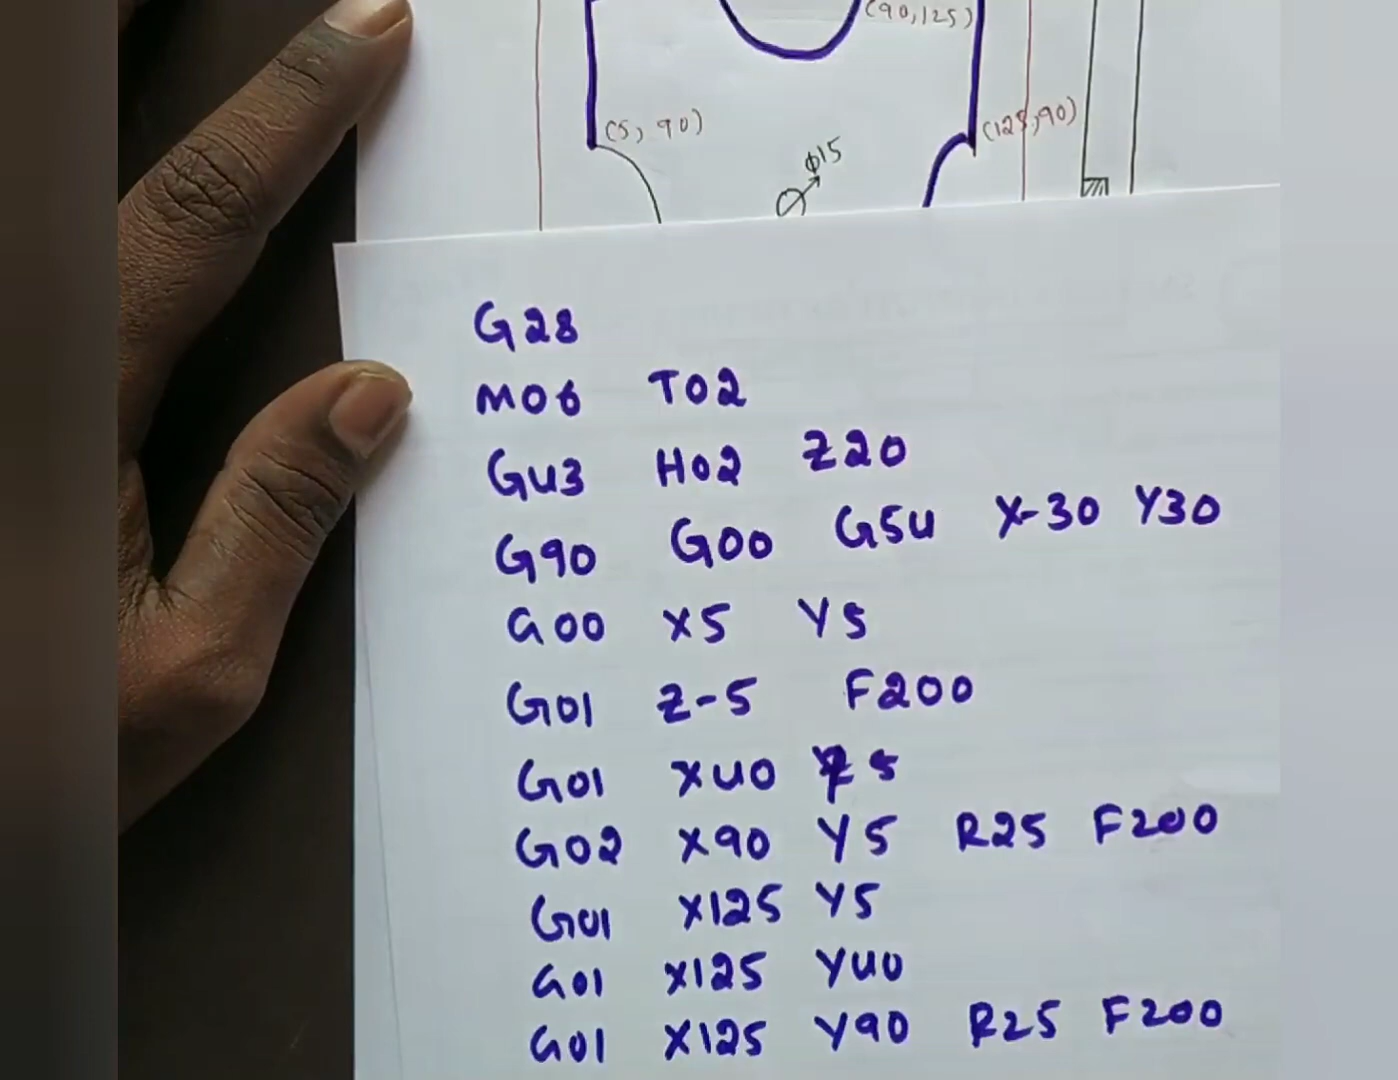 (90,125)
(5, 90)
(125,90)
φ15
G28
M06 T02
G43 H02 Z20
G90 G00 G54 X-30 Y30
G00 X5 Y5
G01 Z-5 F200
G01 X40 Y5
G02 X90 Y5 R25 F200
G01 X125 Y5
G01 X125 Y40
G01 X125 Y90 R25 F200